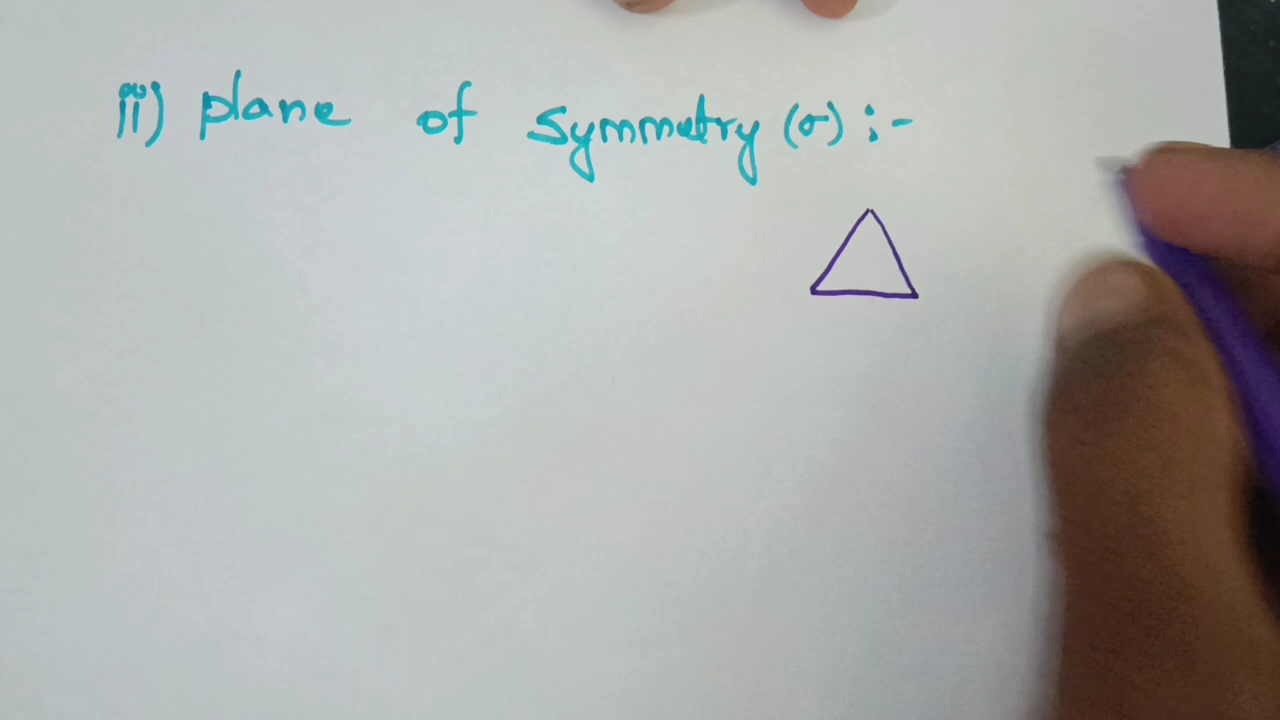 ii) plane of symmetry (σ) :-